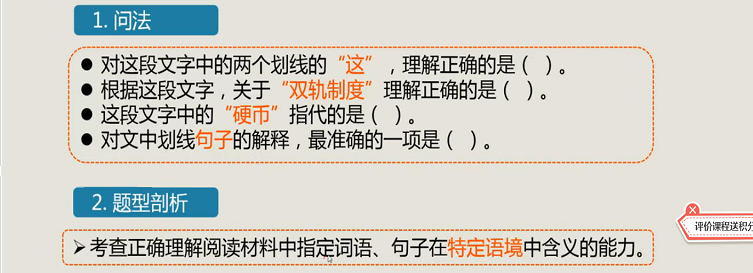 1. 问法
● 对这段文字中的两个划线的“这”，理解正确的是（ ）。
● 根据这段文字，关于“双轨制度”理解正确的是（ ）。
● 这段文字中的“硬币”指代的是（ ）。
● 对文中划线句子的解释，最准确的一项是（ ）。
2. 题型剖析
➢ 考查正确理解阅读材料中指定词语、句子在特定语境中含义的能力。
评价课程送积分